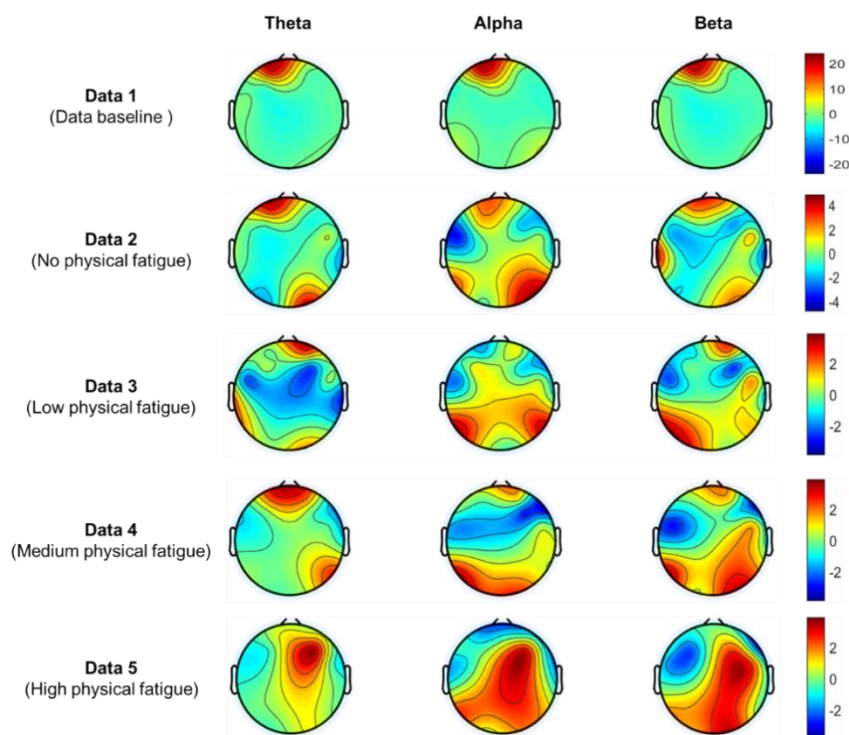 Theta Alpha Beta
Data 1
(Data baseline )
20
10
0
-10
-20
Data 2
(No physical fatigue)
4
2
0
-2
-4
Data 3
(Low physical fatigue)
2
0
-2
Data 4
(Medium physical fatigue)
2
0
-2
Data 5
(High physical fatigue)
2
0
-2